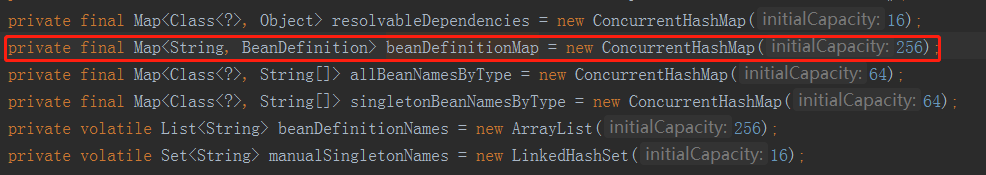 private final Map<Class<?>, Object> resolvableDependencies = new ConcurrentHashMap( initialCapacity: 16);
private final Map<String, BeanDefinition> beanDefinitionMap = new ConcurrentHashMap( initialCapacity: 256);
private final Map<Class<?>, String[]> allBeanNamesByType = new ConcurrentHashMap( initialCapacity: 64);
private final Map<Class<?>, String[]> singletonBeanNamesByType = new ConcurrentHashMap( initialCapacity: 64);
private volatile List<String> beanDefinitionNames = new ArrayList( initialCapacity: 256);
private volatile Set<String> manualSingletonNames = new LinkedHashSet( initialCapacity: 16);